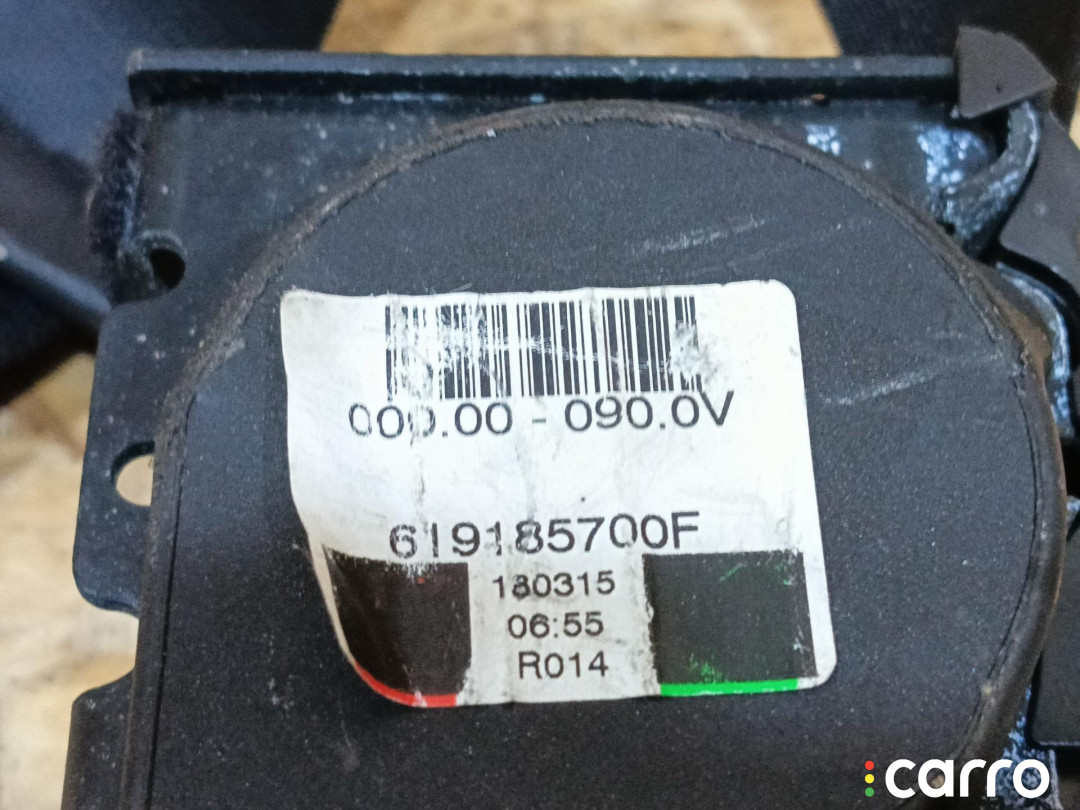 000.00 - 090.0V
619185700F
180315
06:55
R014
carro